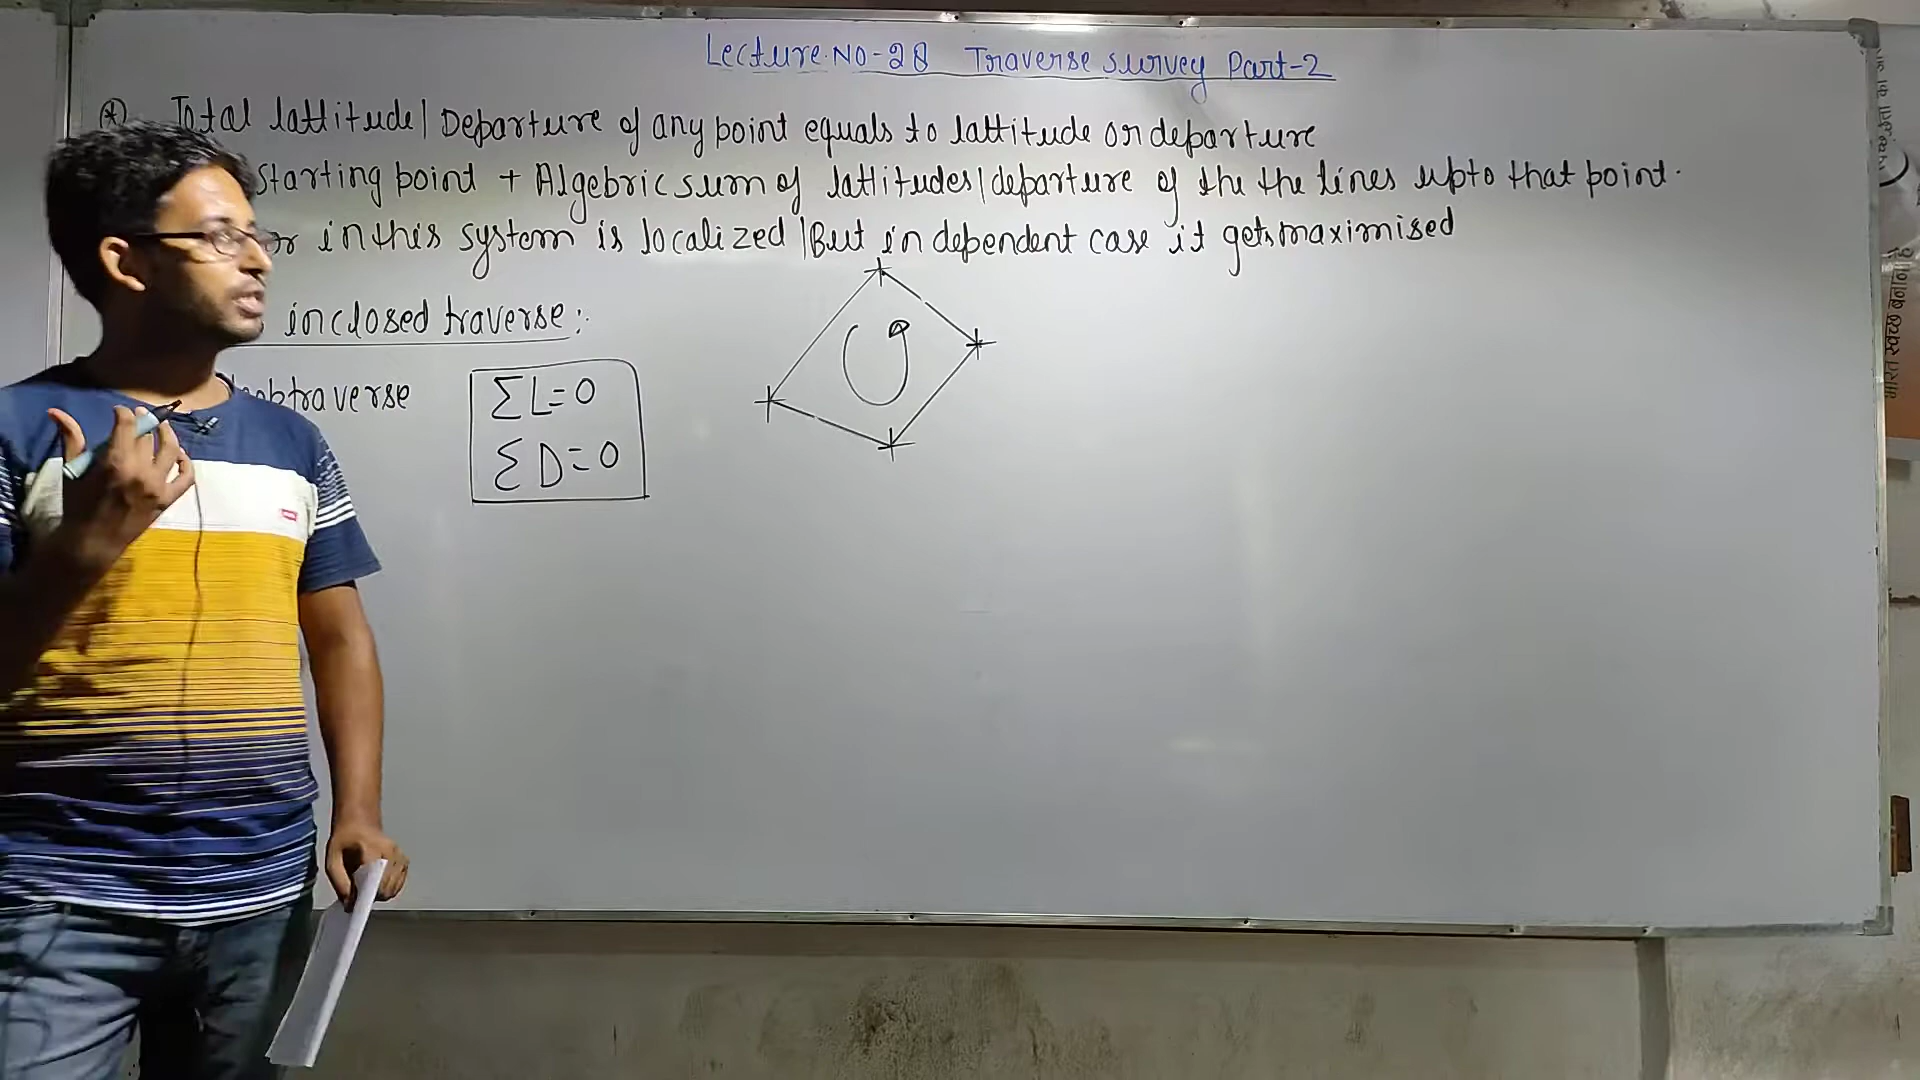 Lecture.No-28 Traverse survey Part-2
Total lattitude | Departure of any point equals to lattitude or departure
starting point + Algebric sum of lattitudes | departure of the the lines upto that point.
in this system is localized | But in dependent case it gets maximised
inclosed traverse:
traverse
ΣL=0
ΣD=0